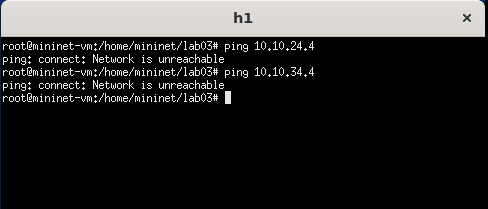 h1
×
root@mininet-vm:/home/mininet/lab03# ping 10.10.24.4
ping: connect: Network is unreachable
root@mininet-vm:/home/mininet/lab03# ping 10.10.34.4
ping: connect: Network is unreachable
root@mininet-vm:/home/mininet/lab03#